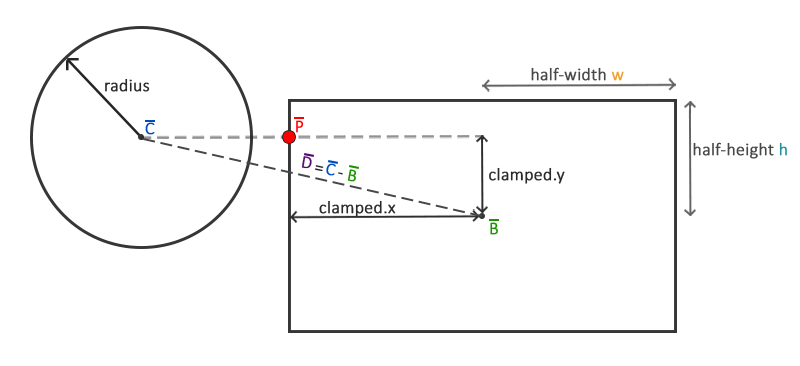 half-width w
radius
C̅
P̅
half-height h
D̅=C̅-B̅
clamped.y
clamped.x
B̅